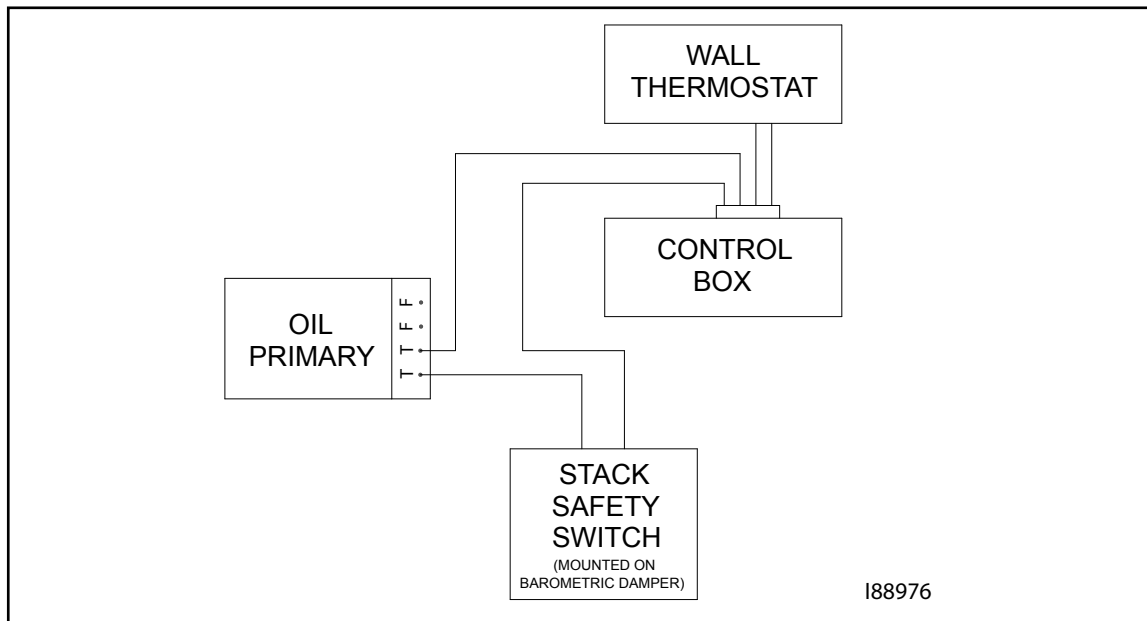 WALL
THERMOSTAT
CONTROL
BOX
OIL
PRIMARY
F
F
T
T
STACK
SAFETY
SWITCH
(MOUNTED ON
BAROMETRIC DAMPER)
I88976